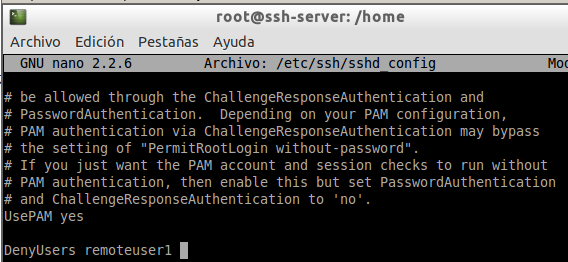 root@ssh-server: /home
Archivo Edición Pestañas Ayuda
GNU nano 2.2.6 Archivo: /etc/ssh/sshd_config Mod
# be allowed through the ChallengeResponseAuthentication and
# PasswordAuthentication.  Depending on your PAM configuration,
# PAM authentication via ChallengeResponseAuthentication may bypass
# the setting of "PermitRootLogin without-password".
# If you just want the PAM account and session checks to run without
# PAM authentication, then enable this but set PasswordAuthentication
# and ChallengeResponseAuthentication to 'no'.
UsePAM yes
DenyUsers remoteuser1